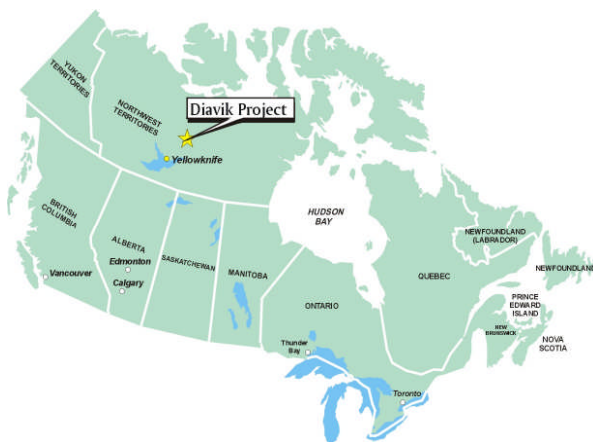 YUKON
TERRITORIES
NORTHWEST
TERRITORIES
Diavik Project
Yellowknife
BRITISH
COLUMBIA
ALBERTA
Edmonton
Calgary
Vancouver
SASKATCHEWAN
MANITOBA
HUDSON
BAY
ONTARIO
Thunder
Bay
Toronto
QUEBEC
NEWFOUNDLAND
(LABRADOR)
NEWFOUNDLAND
PRINCE
EDWARD
ISLAND
NEW
BRUNSWICK
NOVA
SCOTIA